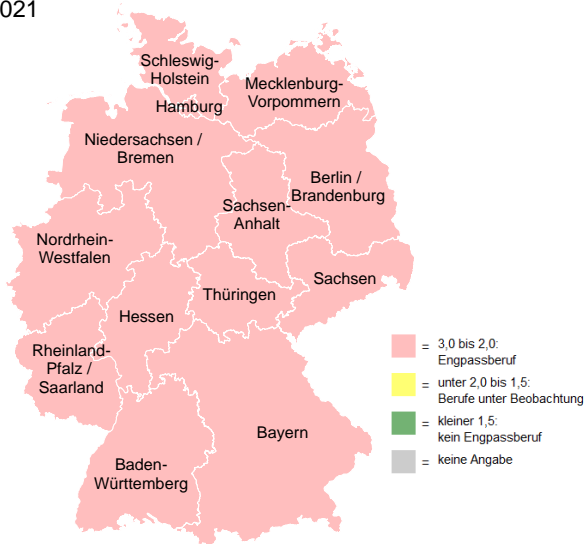 021
Schleswig-
Holstein
Mecklenburg-
Vorpommern
Hamburg
Niedersachsen /
Bremen
Berlin /
Brandenburg
Sachsen-
Anhalt
Nordrhein-
Westfalen
Sachsen
Thüringen
Hessen
Rheinland-
Pfalz /
Saarland
Bayern
Baden-
Württemberg
= 3,0 bis 2,0:
Engpassberuf
= unter 2,0 bis 1,5:
Berufe unter Beobachtung
= kleiner 1,5:
kein Engpassberuf
= keine Angabe